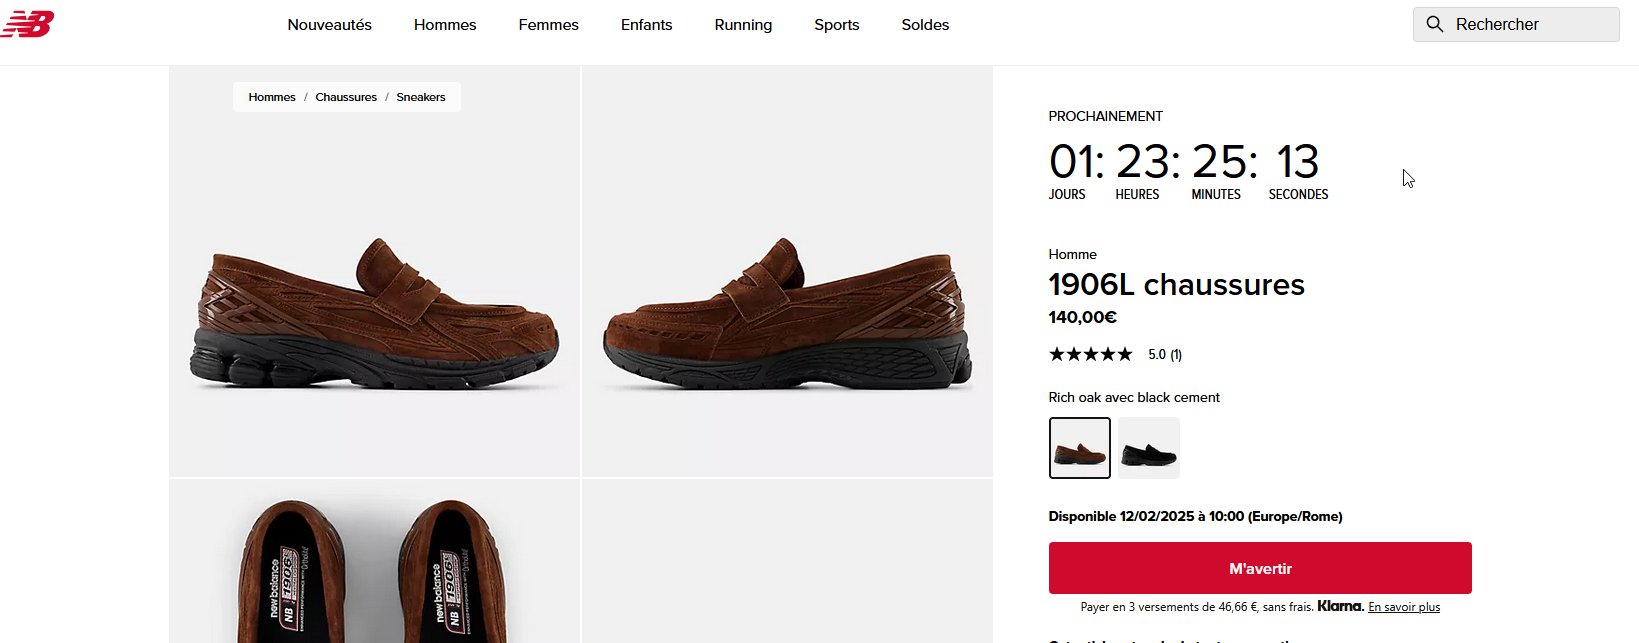 NB
Nouveautés Hommes Femmes Enfants Running Sports Soldes
Rechercher
Hommes / Chaussures / Sneakers
PROCHAINEMENT
01: 23: 25: 13
JOURS HEURES MINUTES SECONDES
Homme
1906L chaussures
140,00€
★★★★★ 5.0 (1)
Rich oak avec black cement
Disponible 12/02/2025 à 10:00 (Europe/Rome)
M'avertir
Payer en 3 versements de 46,66 €, sans frais. Klarna. En savoir plus
new balance
1906
NB
new balance
1906
NB